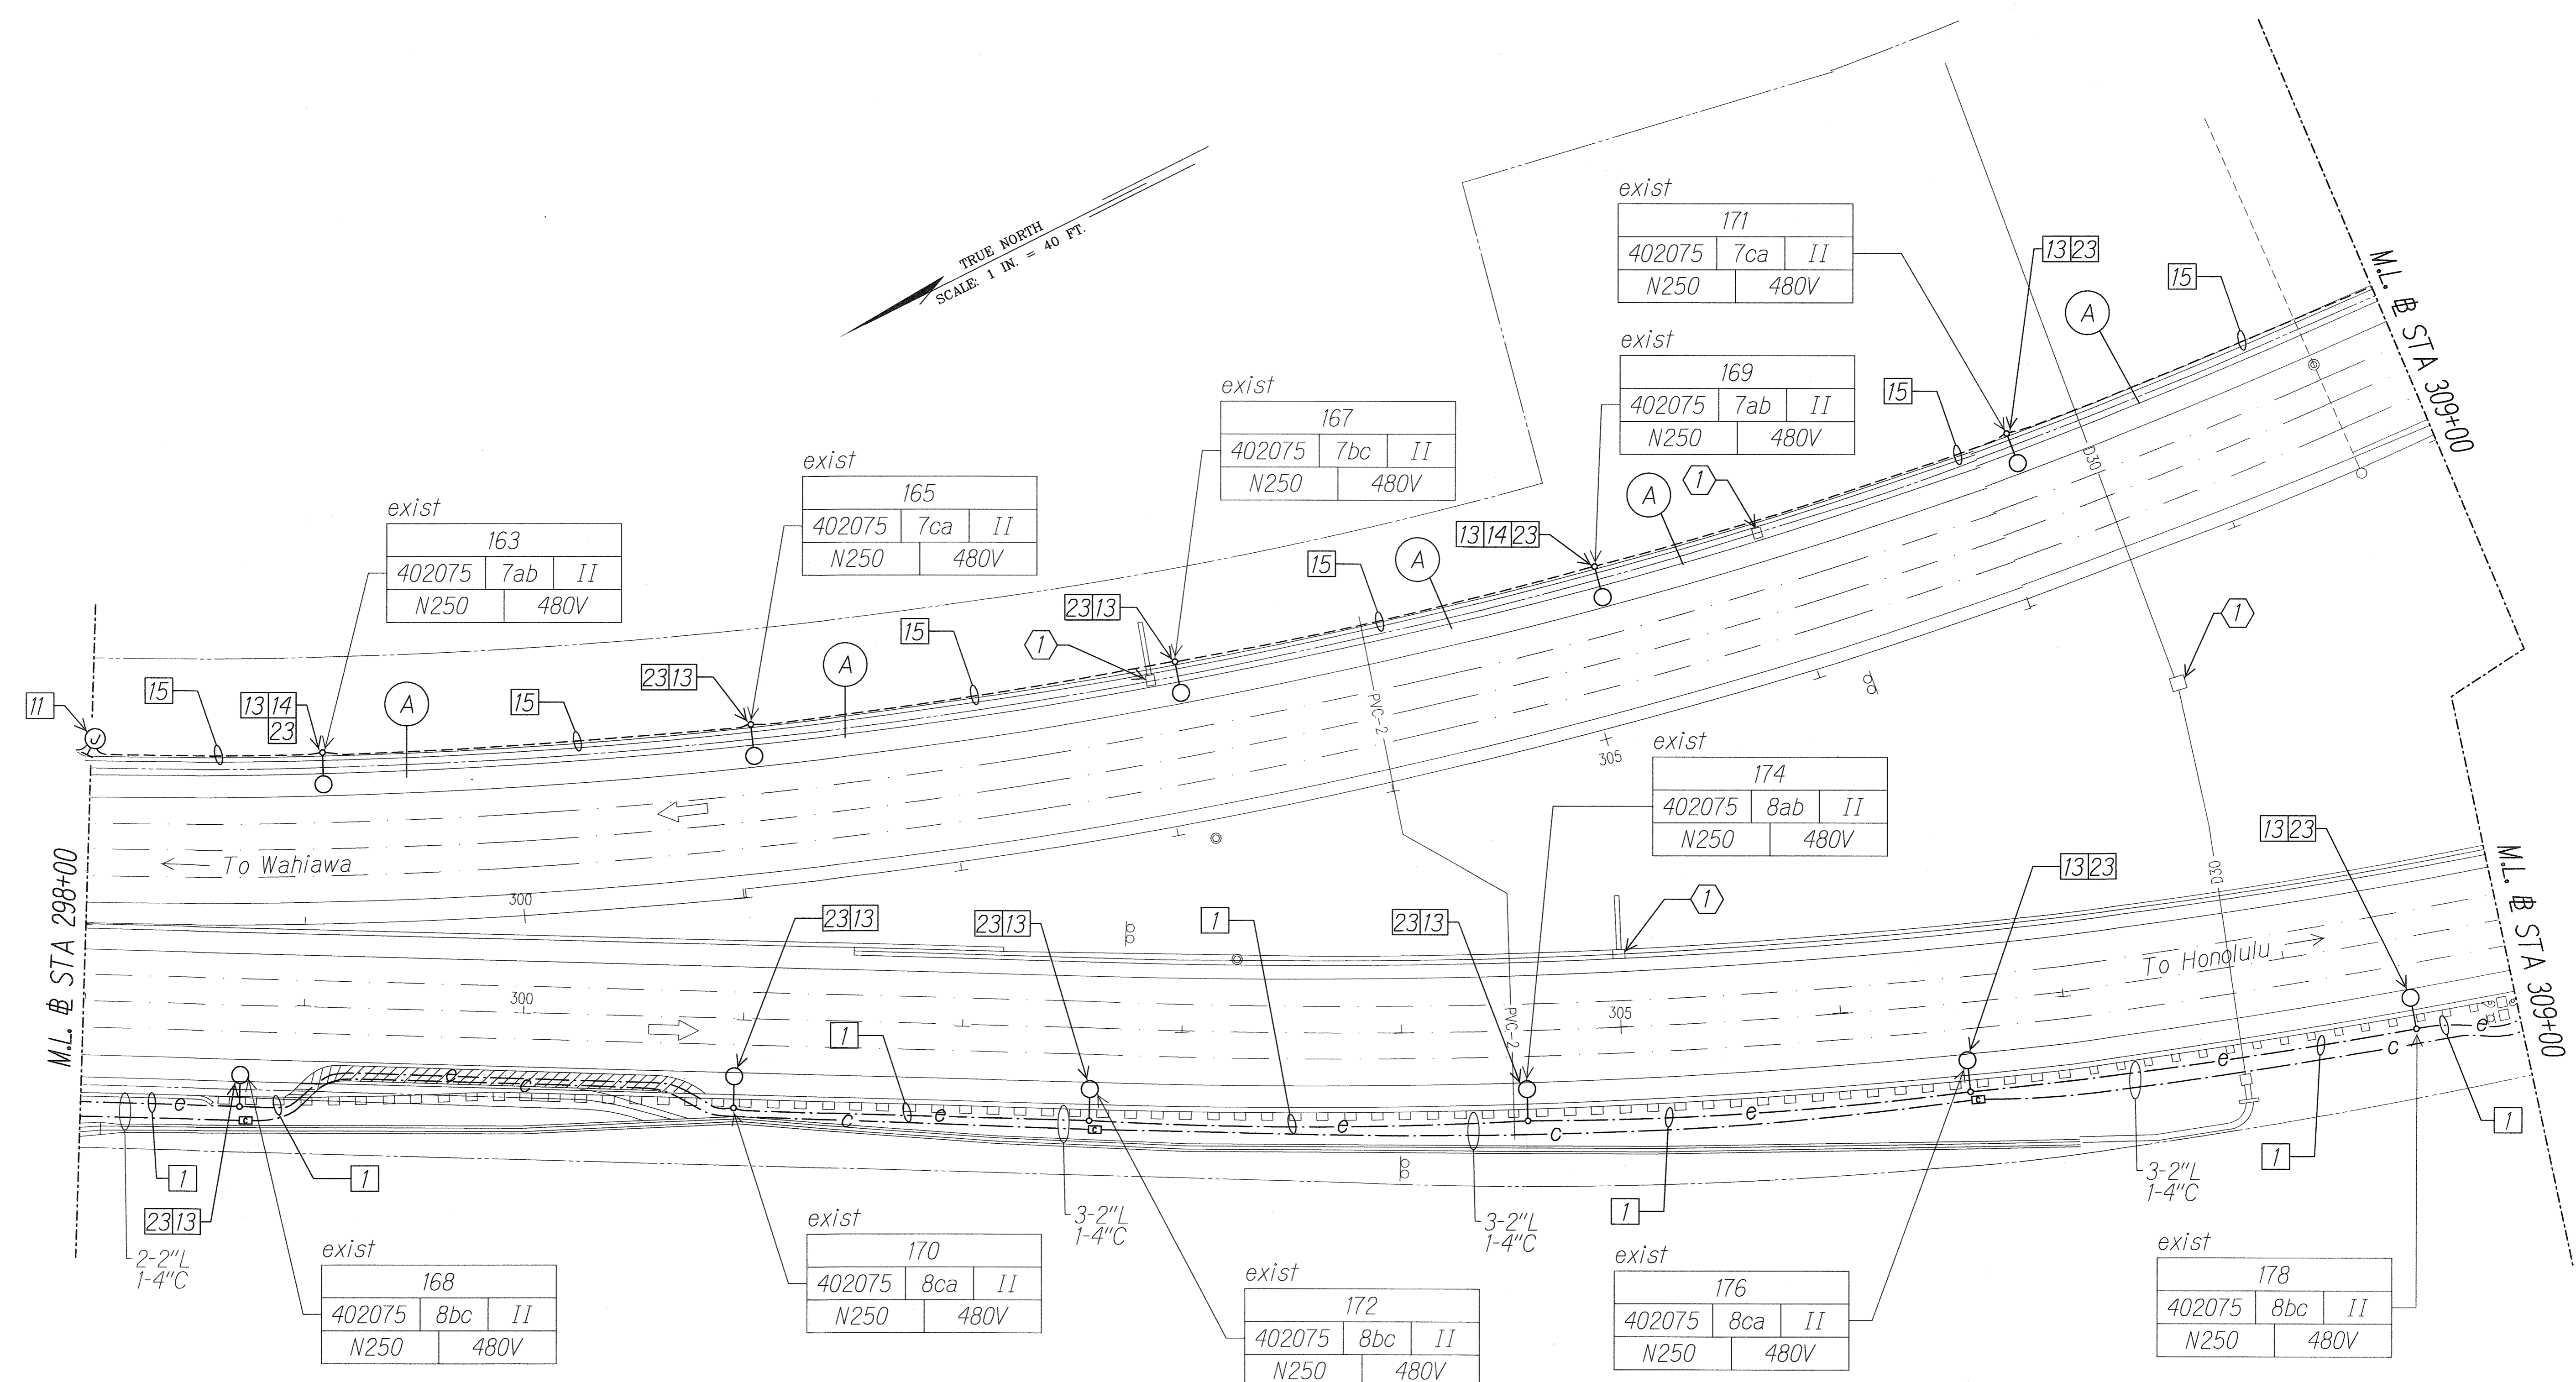 TRUE NORTH
SCALE: 1 IN. = 40 FT.
exist
171
402075 7ca II
N250 480V
13 23
15
M.L. B STA 309+00
A
exist
169
402075 7ab II
N250 480V
15
A
1
D30
13 14 23
exist
167
402075 7bc II
N250 480V
15
A
23 13
1
exist
165
402075 7ca II
N250 480V
15
A
23 13
exist
163
402075 7ab II
N250 480V
15
13 14
23
A
15
11
J
PVC-2
305
1
exist
174
402075 8ab II
N250 480V
To Wahiawa
M.L. B STA 298+00
300
23 13
23 13
1
23 13
1
13 23
13 23
D30
To Honolulu
M.L. B STA 309+00
300
305
PVC-2
1
e
c
e
c
e
e
c
e
e
e
c
c
c
c
c
1
1
23 13
2-2"L
1-4"C
3-2"L
1-4"C
3-2"L
1-4"C
3-2"L
1-4"C
1
1
1
exist
168
402075 8bc II
N250 480V
exist
170
402075 8ca II
N250 480V
exist
172
402075 8bc II
N250 480V
exist
176
402075 8ca II
N250 480V
exist
178
402075 8bc II
N250 480V